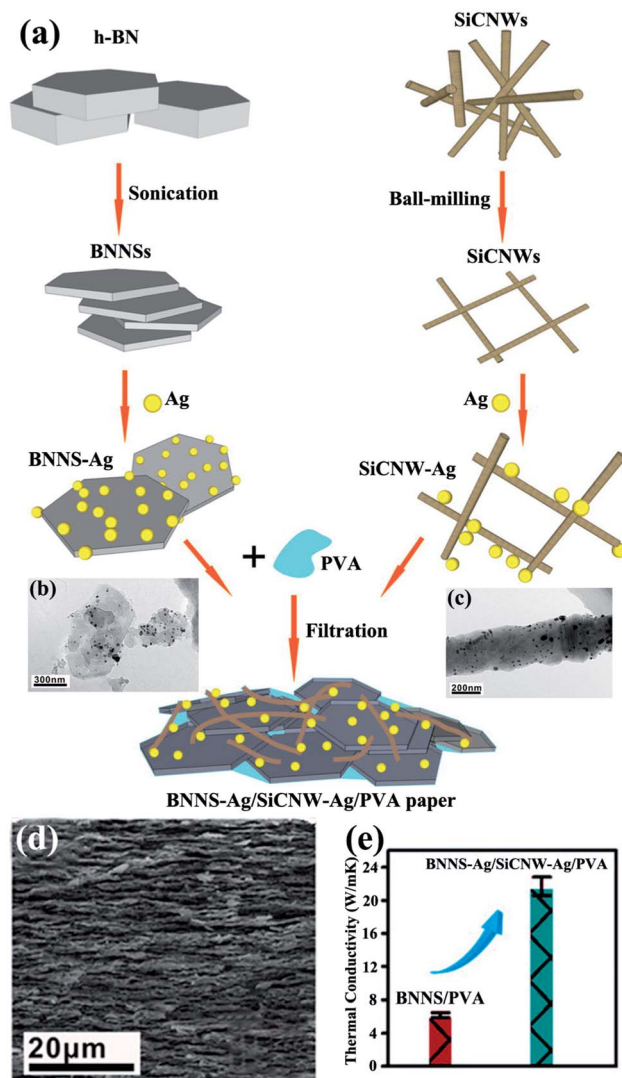 (a)
h-BN
SiCNWs
Sonication
Ball-milling
BNNSs
SiCNWs
Ag
Ag
BNNS-Ag
SiCNW-Ag
+
PVA
(b)
300nm
Filtration
(c)
200nm
BNNS-Ag/SiCNW-Ag/PVA paper
(d)
20μm
(e)
Thermal Conductivity (W/mK)
24
20
16
12
8
4
0
BNNS-Ag/SiCNW-Ag/PVA
BNNS/PVA